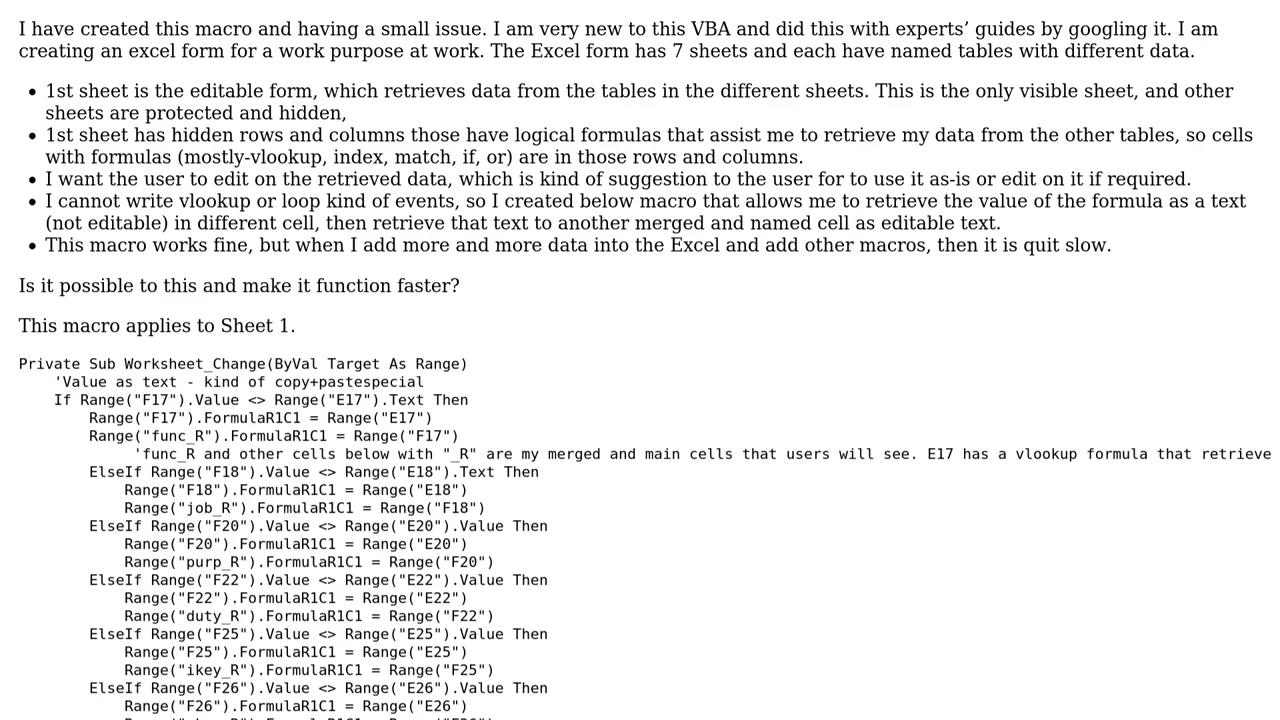 I have created this macro and having a small issue. I am very new to this VBA and did this with experts’ guides by googling it. I am
creating an excel form for a work purpose at work. The Excel form has 7 sheets and each have named tables with different data.
• 1st sheet is the editable form, which retrieves data from the tables in the different sheets. This is the only visible sheet, and other
sheets are protected and hidden,
• 1st sheet has hidden rows and columns those have logical formulas that assist me to retrieve my data from the other tables, so cells
with formulas (mostly-vlookup, index, match, if, or) are in those rows and columns.
• I want the user to edit on the retrieved data, which is kind of suggestion to the user for to use it as-is or edit on it if required.
• I cannot write vlookup or loop kind of events, so I created below macro that allows me to retrieve the value of the formula as a text
(not editable) in different cell, then retrieve that text to another merged and named cell as editable text.
• This macro works fine, but when I add more and more data into the Excel and add other macros, then it is quit slow.
Is it possible to this and make it function faster?
This macro applies to Sheet 1.
Private Sub Worksheet_Change(ByVal Target As Range)
    'Value as text - kind of copy+pastespecial
    If Range("F17").Value <> Range("E17").Text Then
        Range("F17").FormulaR1C1 = Range("E17")
        Range("func_R").FormulaR1C1 = Range("F17")
             'func_R and other cells below with "_R" are my merged and main cells that users will see. E17 has a vlookup formula that retrieve
        ElseIf Range("F18").Value <> Range("E18").Text Then
            Range("F18").FormulaR1C1 = Range("E18")
            Range("job_R").FormulaR1C1 = Range("F18")
        ElseIf Range("F20").Value <> Range("E20").Value Then
            Range("F20").FormulaR1C1 = Range("E20")
            Range("purp_R").FormulaR1C1 = Range("F20")
        ElseIf Range("F22").Value <> Range("E22").Value Then
            Range("F22").FormulaR1C1 = Range("E22")
            Range("duty_R").FormulaR1C1 = Range("F22")
        ElseIf Range("F25").Value <> Range("E25").Value Then
            Range("F25").FormulaR1C1 = Range("E25")
            Range("ikey_R").FormulaR1C1 = Range("F25")
        ElseIf Range("F26").Value <> Range("E26").Value Then
            Range("F26").FormulaR1C1 = Range("E26")